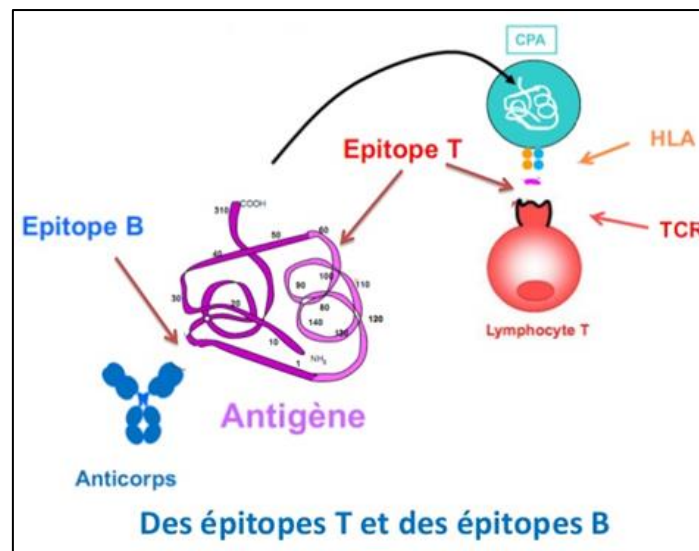 CPA
HLA
Epitope T
TCR
Lymphocyte T
Epitope B
310
COOH
50
60
40
30
20
10
1
NH2
90
100
110
80
120
140
130
Antigène
Anticorps
Des épitopes T et des épitopes B